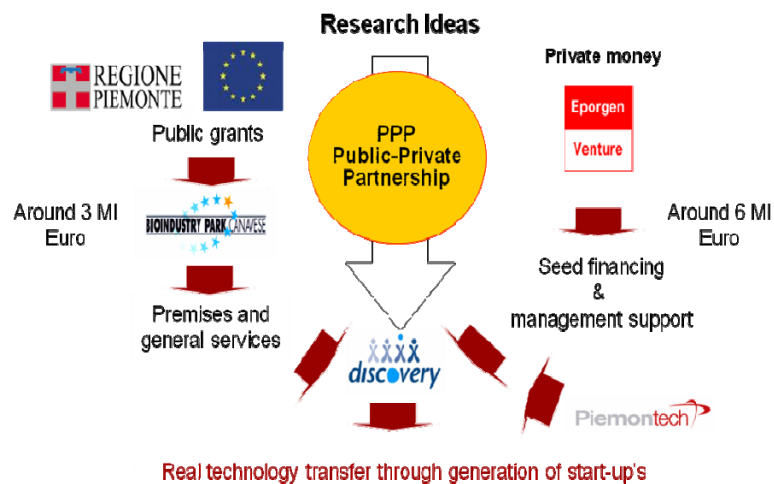 Research Ideas
REGIONE
PIEMONTE
Public grants
Around 3 Ml
Euro
BIOINDUSTRY PARK CANAVESE
Premises and
general services
PPP
Public-Private
Partnership
discovery
Private money
Eporgen
Venture
Around 6 Ml
Euro
Seed financing
&
management support
Piemontech
Real technology transfer through generation of start-up's